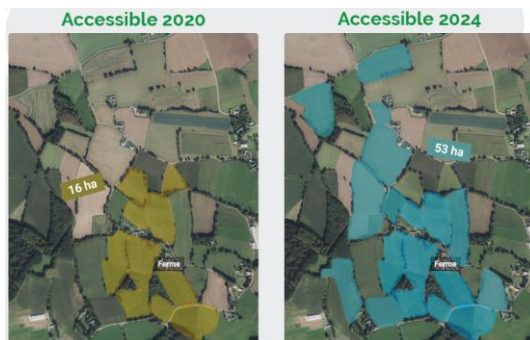 Accessible 2020
Accessible 2024
16 ha
53 ha
Ferme
Ferme